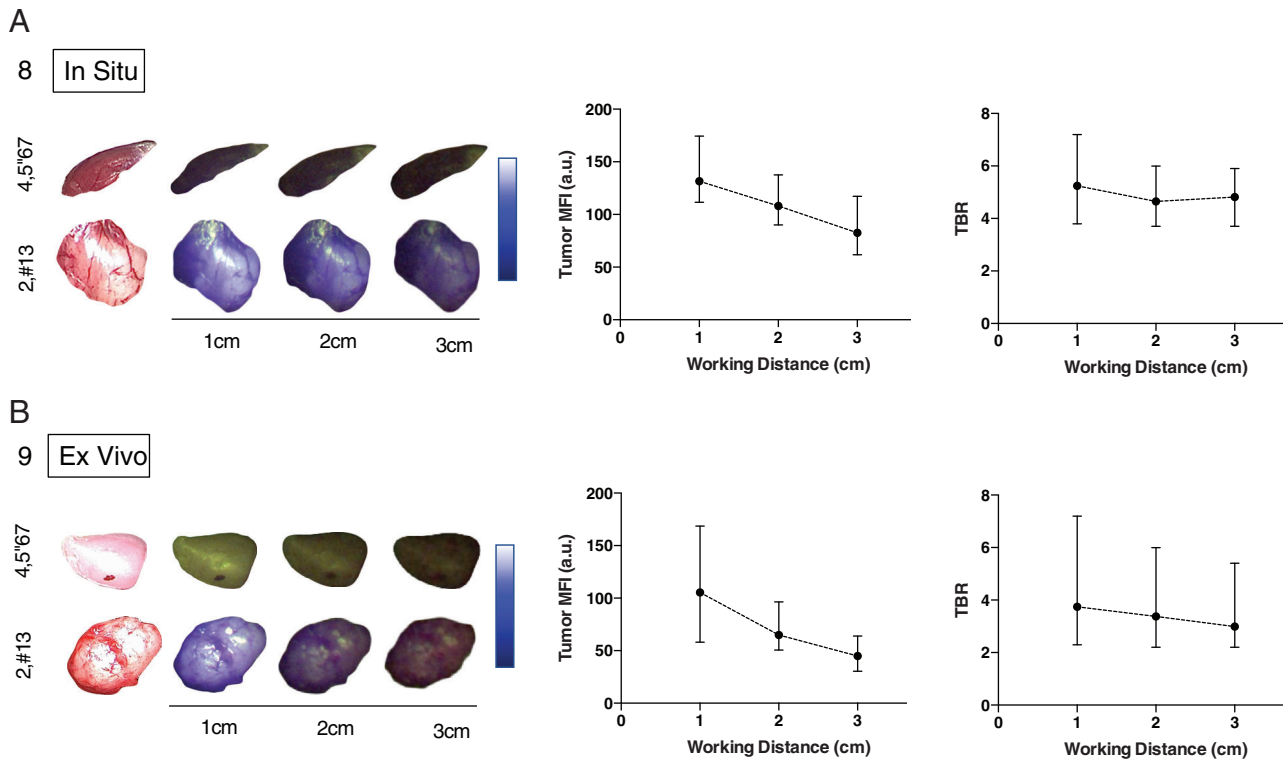 A
8 In Situ
4,5"67
2,#13
1cm 2cm 3cm
Tumor MFI (a.u.)
200
150
100
50
0
0 1 2 3
Working Distance (cm)
TBR
8
6
4
2
0
0 1 2 3
Working Distance (cm)
B
9 Ex Vivo
4,5"67
2,#13
1cm 2cm 3cm
Tumor MFI (a.u.)
200
150
100
50
0
0 1 2 3
Working Distance (cm)
TBR
8
6
4
2
0
0 1 2 3
Working Distance (cm)